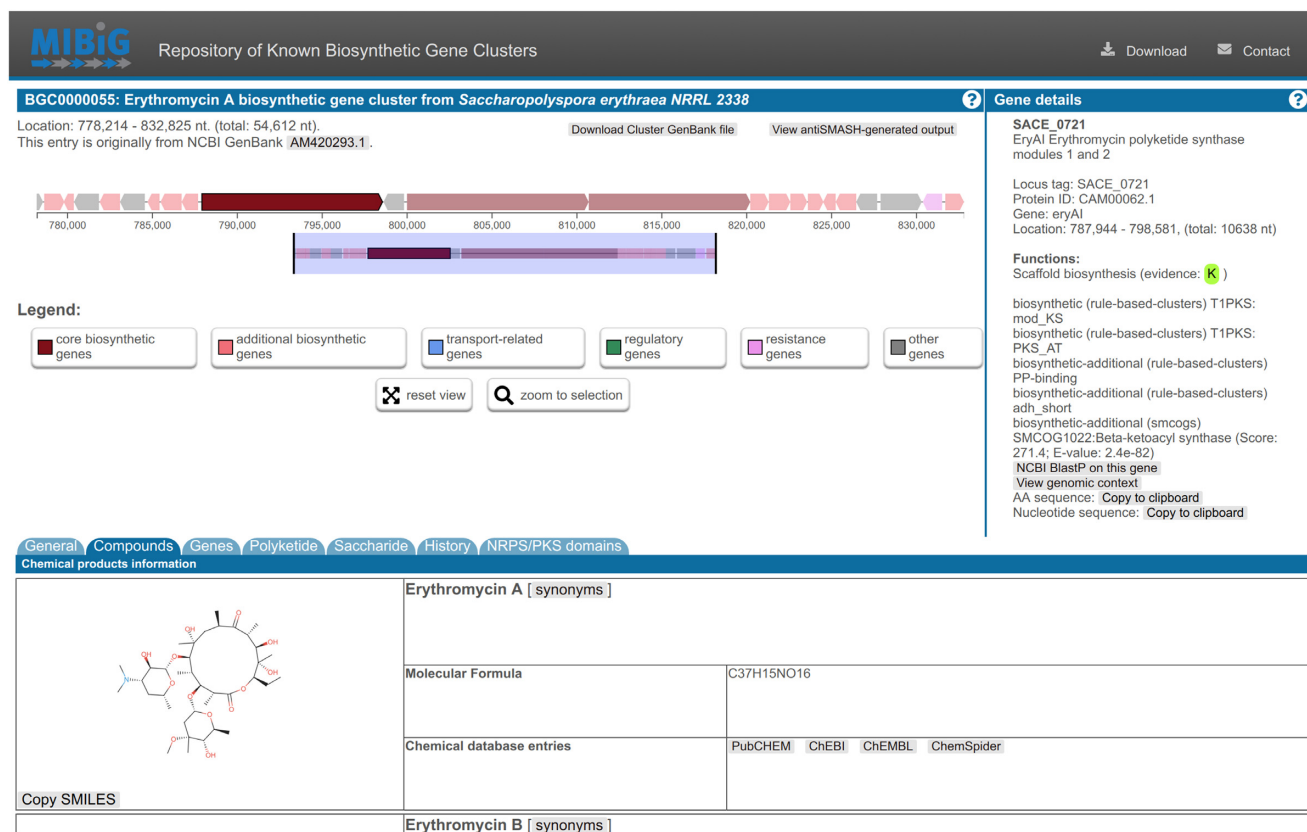 MIBiG
Repository of Known Biosynthetic Gene Clusters
Download
Contact
BGC0000055: Erythromycin A biosynthetic gene cluster from Saccharopolyspora erythraea NRRL 2338
?
Location: 778,214 - 832,825 nt. (total: 54,612 nt).
This entry is originally from NCBI GenBank AM420293.1.
Download Cluster GenBank file
View antiSMASH-generated output
780,000 785,000 790,000 795,000 800,000 805,000 810,000 815,000 820,000 825,000 830,000
Legend:
core biosynthetic
genes
additional biosynthetic
genes
transport-related
genes
regulatory
genes
resistance
genes
other
genes
reset view
zoom to selection
Gene details
?
SACE_0721
EryAI Erythromycin polyketide synthase
modules 1 and 2
Locus tag: SACE_0721
Protein ID: CAM00062.1
Gene: eryAI
Location: 787,944 - 798,581, (total: 10638 nt)
Functions:
Scaffold biosynthesis (evidence: K )
biosynthetic (rule-based-clusters) T1PKS:
mod_KS
biosynthetic (rule-based-clusters) T1PKS:
PKS_AT
biosynthetic-additional (rule-based-clusters)
PP-binding
biosynthetic-additional (rule-based-clusters)
adh_short
biosynthetic-additional (smcogs)
SMCOG1022:Beta-ketoacyl synthase (Score:
271.4; E-value: 2.4e-82)
NCBI BlastP on this gene
View genomic context
AA sequence: Copy to clipboard
Nucleotide sequence: Copy to clipboard
General Compounds Genes Polyketide Saccharide History NRPS/PKS domains
Chemical products information
OH
O
OH
OH
OH
O
O
O
N
O
O
O
O
O
OH
Copy SMILES
Erythromycin A [ synonyms ]
Molecular Formula
C37H15NO16
Chemical database entries
PubCHEM ChEBI ChEMBL ChemSpider
Erythromycin B [ synonyms ]